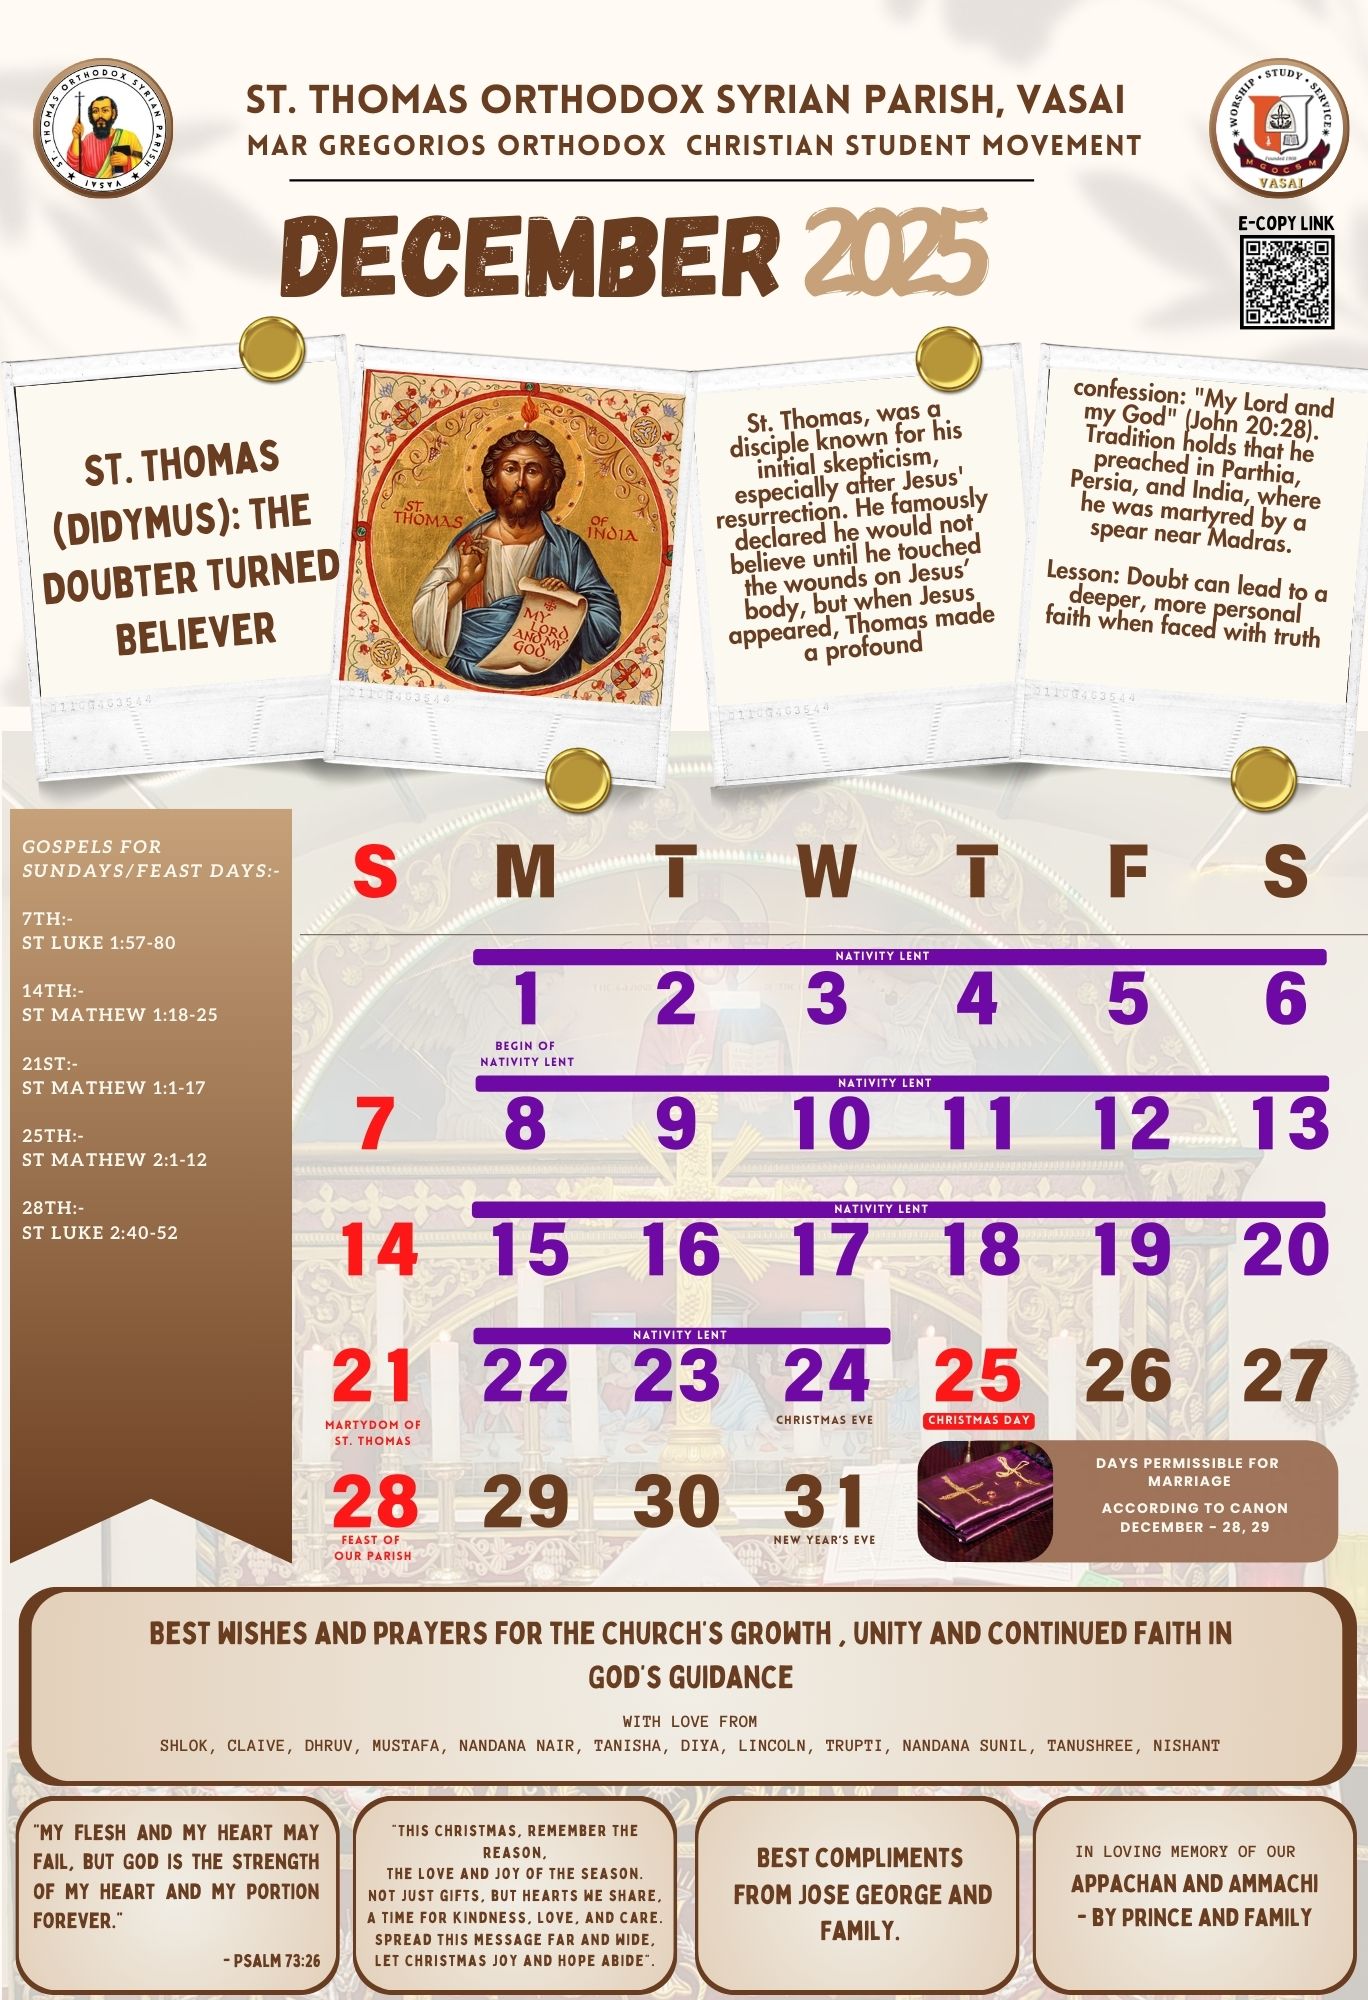 ST. THOMAS ORTHODOX SYRIAN PARISH
VASAI
ST. THOMAS ORTHODOX SYRIAN PARISH, VASAI
MAR GREGORIOS ORTHODOX CHRISTIAN STUDENT MOVEMENT
WORSHIP • STUDY • SERVICE
Founded 1908
MGOCSM
VASAI
DECEMBER 2025
E-COPY LINK
ST. THOMAS
(DIDYMUS): THE
DOUBTER TURNED
BELIEVER
ST. THOMAS
OF INDIA
MY
LORD
AND MY
GOD...
St. Thomas, was a
disciple known for his
initial skepticism,
especially after Jesus'
resurrection. He famously
declared he would not
believe until he touched
the wounds on Jesus’
body, but when Jesus
appeared, Thomas made
a profound
confession: "My Lord and
my God" (John 20:28).
Tradition holds that he
preached in Parthia,
Persia, and India, where
he was martyred by a
spear near Madras.
Lesson: Doubt can lead to a
deeper, more personal
faith when faced with truth
GOSPELS FOR
SUNDAYS/FEAST DAYS:-
7TH:-
ST LUKE 1:57-80
14TH:-
ST MATHEW 1:18-25
21ST:-
ST MATHEW 1:1-17
25TH:-
ST MATHEW 2:1-12
28TH:-
ST LUKE 2:40-52
S M T W T F S
NATIVITY LENT
1 2 3 4 5 6
BEGIN OF
NATIVITY LENT
NATIVITY LENT
7 8 9 10 11 12 13
NATIVITY LENT
14 15 16 17 18 19 20
NATIVITY LENT
21 22 23 24 25 26 27
MARTYDOM OF
ST. THOMAS
CHRISTMAS EVE
CHRISTMAS DAY
28 29 30 31
FEAST OF
OUR PARISH
NEW YEAR'S EVE
DAYS PERMISSIBLE FOR
MARRIAGE
ACCORDING TO CANON
DECEMBER - 28, 29
BEST WISHES AND PRAYERS FOR THE CHURCH'S GROWTH , UNITY AND CONTINUED FAITH IN
GOD'S GUIDANCE
WITH LOVE FROM
SHLOK, CLAIVE, DHRUV, MUSTAFA, NANDANA NAIR, TANISHA, DIYA, LINCOLN, TRUPTI, NANDANA SUNIL, TANUSHREE, NISHANT
"MY FLESH AND MY HEART MAY
FAIL, BUT GOD IS THE STRENGTH
OF MY HEART AND MY PORTION
FOREVER."
- PSALM 73:26
"THIS CHRISTMAS, REMEMBER THE
REASON,
THE LOVE AND JOY OF THE SEASON.
NOT JUST GIFTS, BUT HEARTS WE SHARE,
A TIME FOR KINDNESS, LOVE, AND CARE.
SPREAD THIS MESSAGE FAR AND WIDE,
LET CHRISTMAS JOY AND HOPE ABIDE".
BEST COMPLIMENTS
FROM JOSE GEORGE AND
FAMILY.
IN LOVING MEMORY OF OUR
APPACHAN AND AMMACHI
- BY PRINCE AND FAMILY